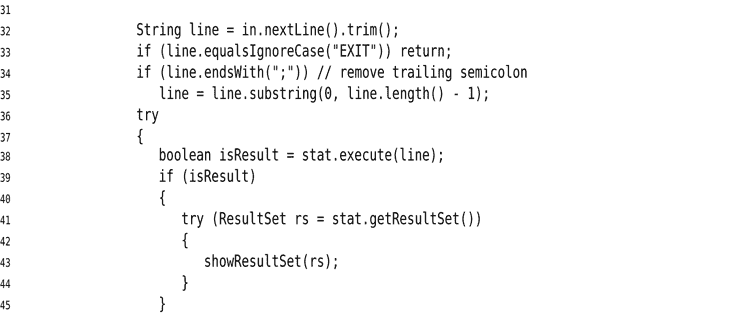 31
32 String line = in.nextLine().trim();
33 if (line.equalsIgnoreCase("EXIT")) return;
34 if (line.endsWith(";")) // remove trailing semicolon
35 line = line.substring(0, line.length() - 1);
36 try
37 {
38 boolean isResult = stat.execute(line);
39 if (isResult)
40 {
41 try (ResultSet rs = stat.getResultSet())
42 {
43 showResultSet(rs);
44 }
45 }